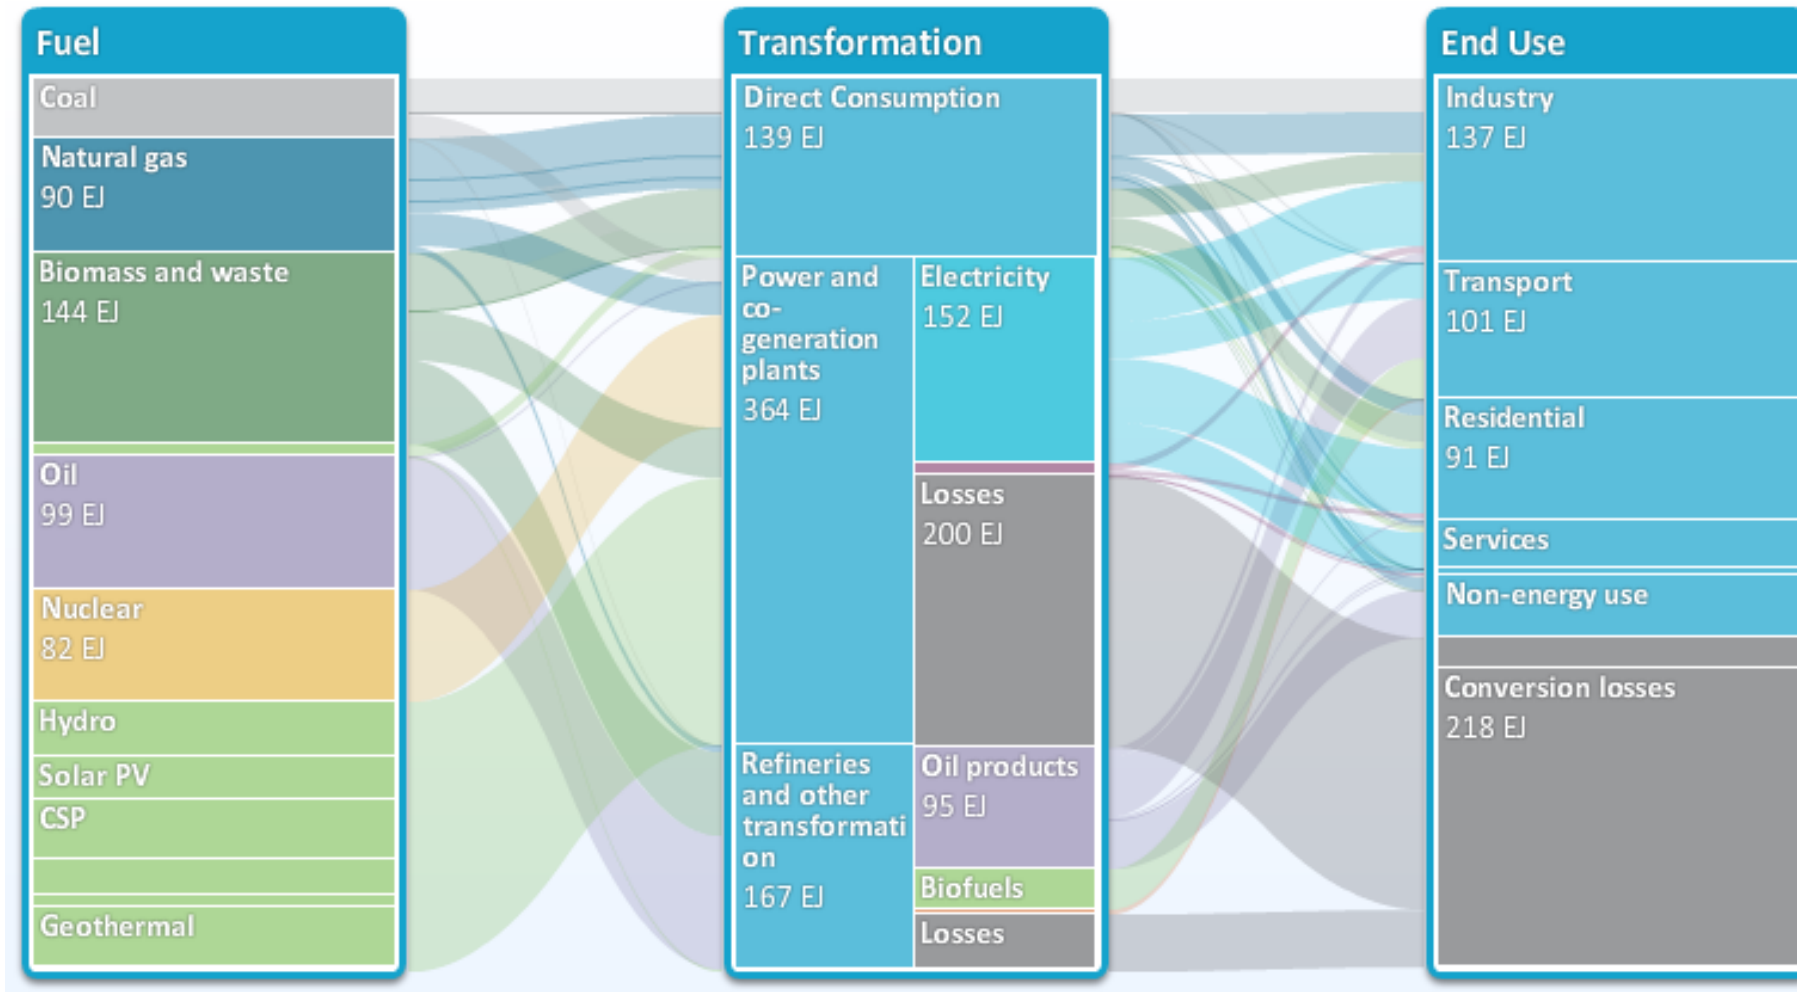 Fuel
Coal
Natural gas
90 EJ
Biomass and waste
144 EJ
Oil
99 EJ
Nuclear
82 EJ
Hydro
Solar PV
CSP
Geothermal
Transformation
Direct Consumption
139 EJ
Power and
co-
generation
plants
364 EJ
Electricity
152 EJ
Losses
200 EJ
Refineries
and other
transformati
on
167 EJ
Oil products
95 EJ
Biofuels
Losses
End Use
Industry
137 EJ
Transport
101 EJ
Residential
91 EJ
Services
Non-energy use
Conversion losses
218 EJ